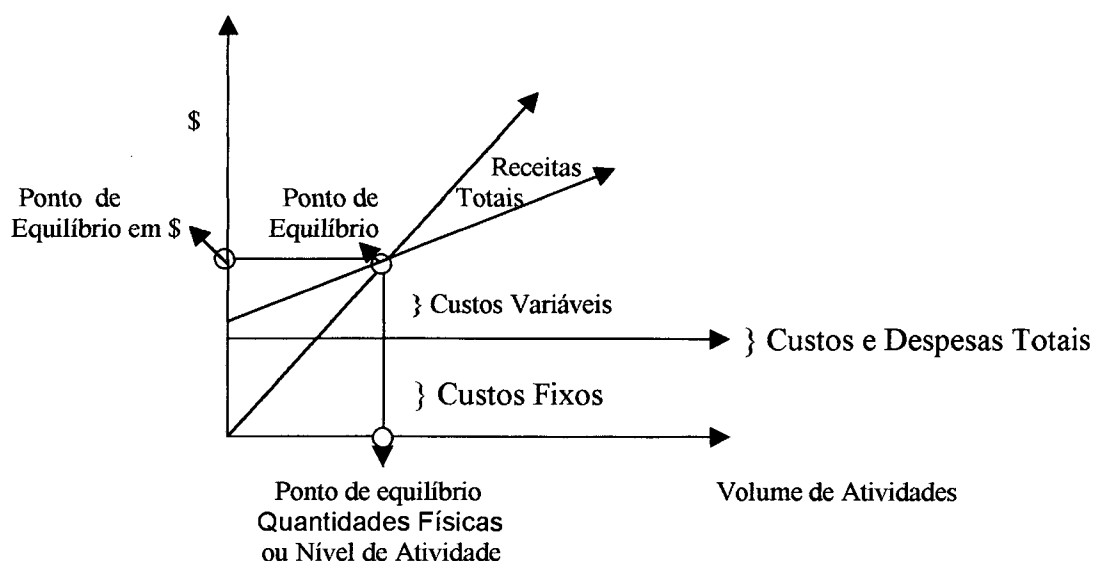 $
Receitas
Totais
Ponto de
Equilíbrio em $
Ponto de
Equilíbrio
} Custos Variáveis
} Custos e Despesas Totais
} Custos Fixos
Ponto de equilíbrio
Quantidades Físicas
ou Nível de Atividade
Volume de Atividades